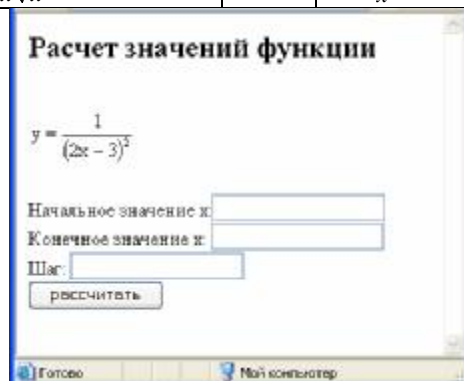 Расчет значений функции
y = 1/(2x − 3)²
Начальное значение x:
Конечное значение x:
Шаг:
рассчитать
Готово
Мой компьютер